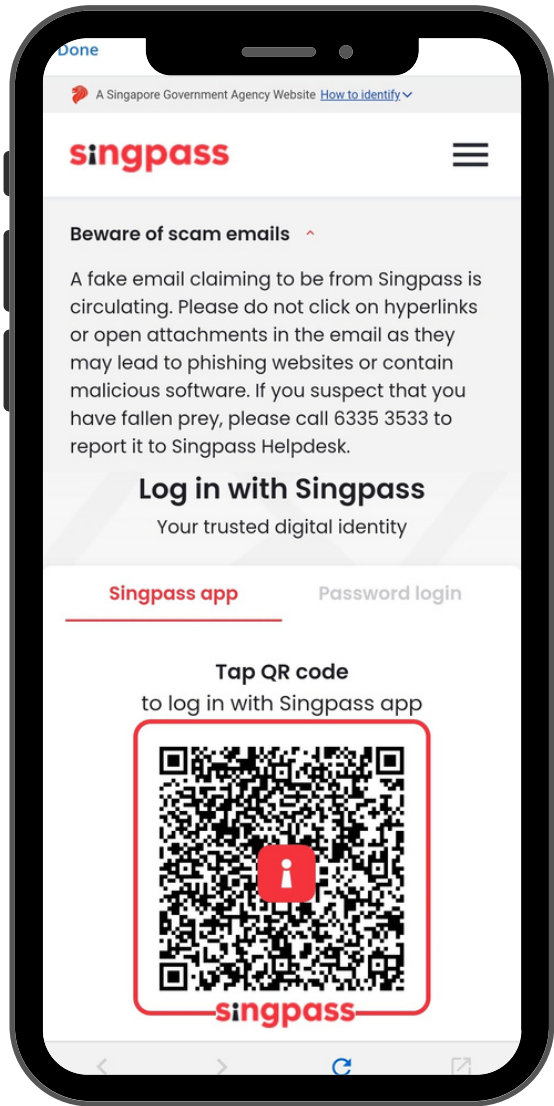 Done
A Singapore Government Agency Website How to identify
singpass
Beware of scam emails
A fake email claiming to be from Singpass is
circulating. Please do not click on hyperlinks
or open attachments in the email as they
may lead to phishing websites or contain
malicious software. If you suspect that you
have fallen prey, please call 6335 3533 to
report it to Singpass Helpdesk.
Log in with Singpass
Your trusted digital identity
Singpass app Password login
Tap QR code
to log in with Singpass app
singpass